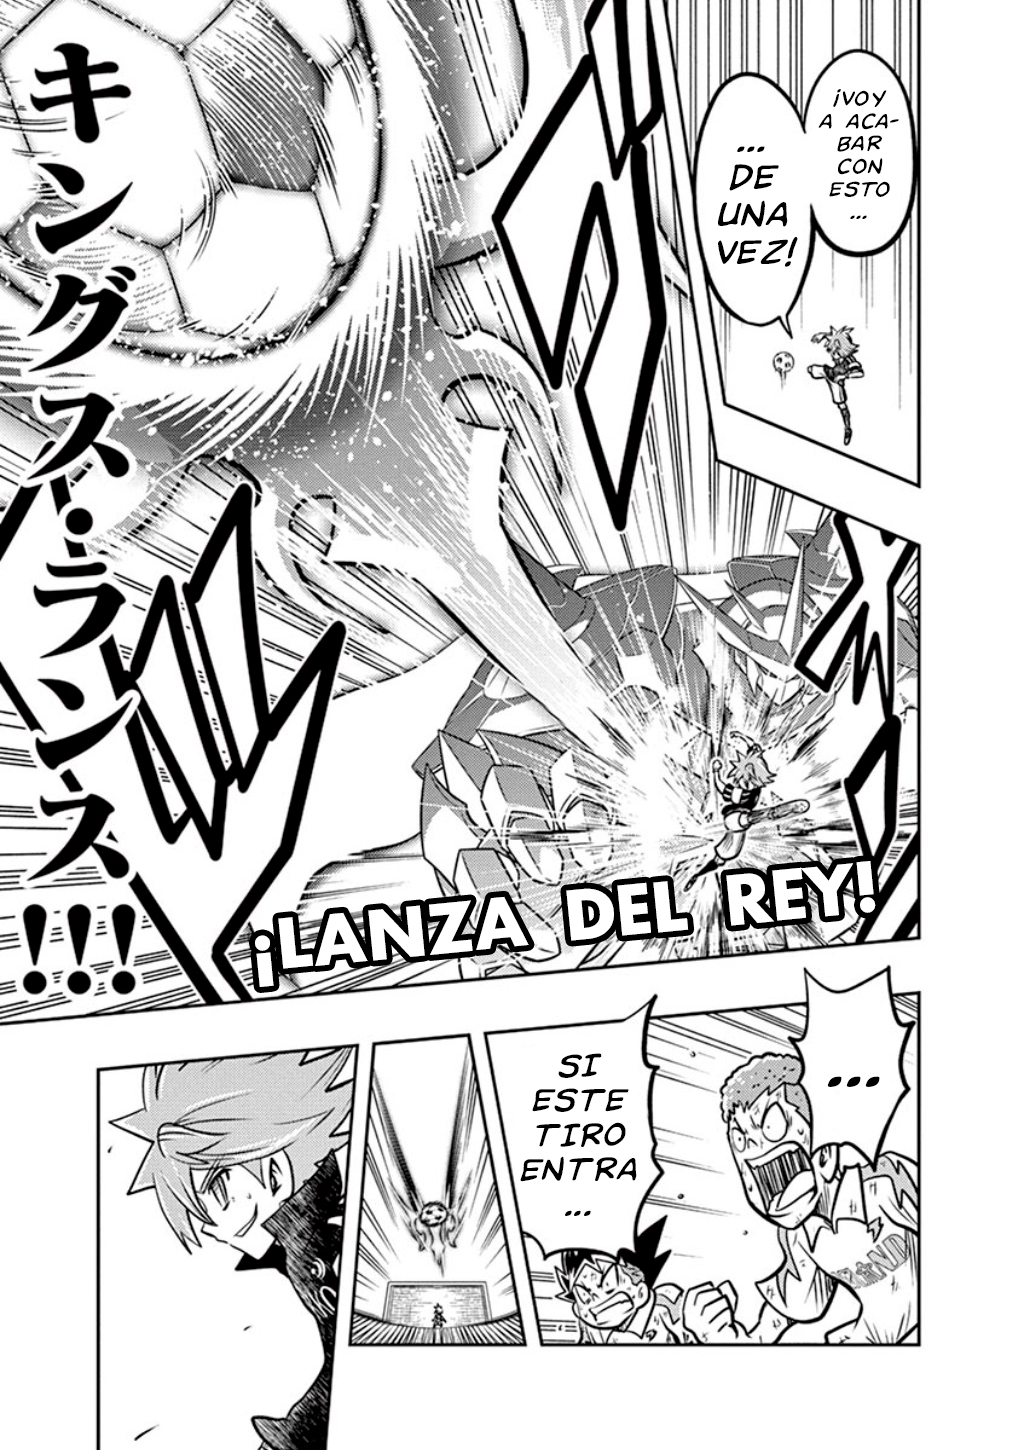 ¡VOY
A ACA-
BAR
CON
ESTO
...
...
DE
UNA
VEZ!
キングス・ランス!!!
¡LANZA DEL REY!
...
SI
ESTE
TIRO
ENTRA
...